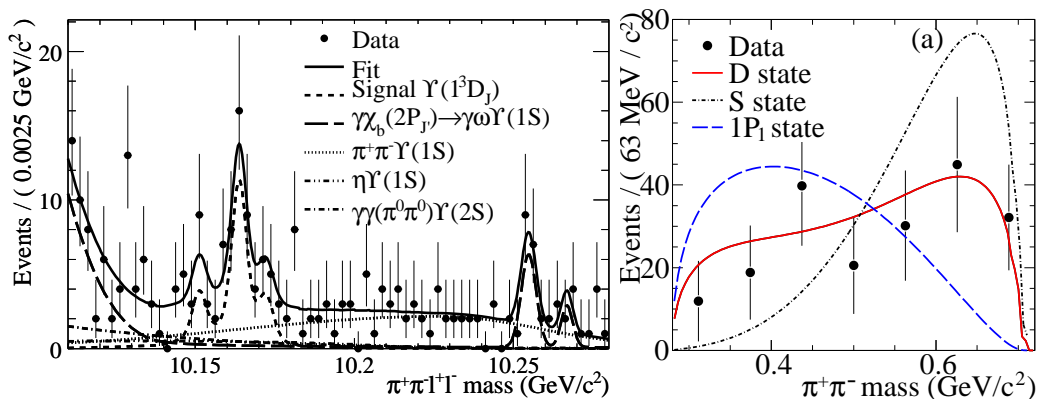 Events / ( 0.0025 GeV/c²)
20
10
0
Data
Fit
Signal ϒ(1³D_J)
γχ_b(2P_J')→γωϒ(1S)
π⁺π⁻ϒ(1S)
ηϒ(1S)
γγ(π⁰π⁰)ϒ(2S)
10.15
10.2
10.25
π⁺π⁻l⁺l⁻ mass (GeV/c²)
Events / ( 63 MeV / c²)
80
60
40
20
0
(a)
Data
D state
S state
1P₁ state
0.4
0.6
π⁺π⁻ mass (GeV/c²)